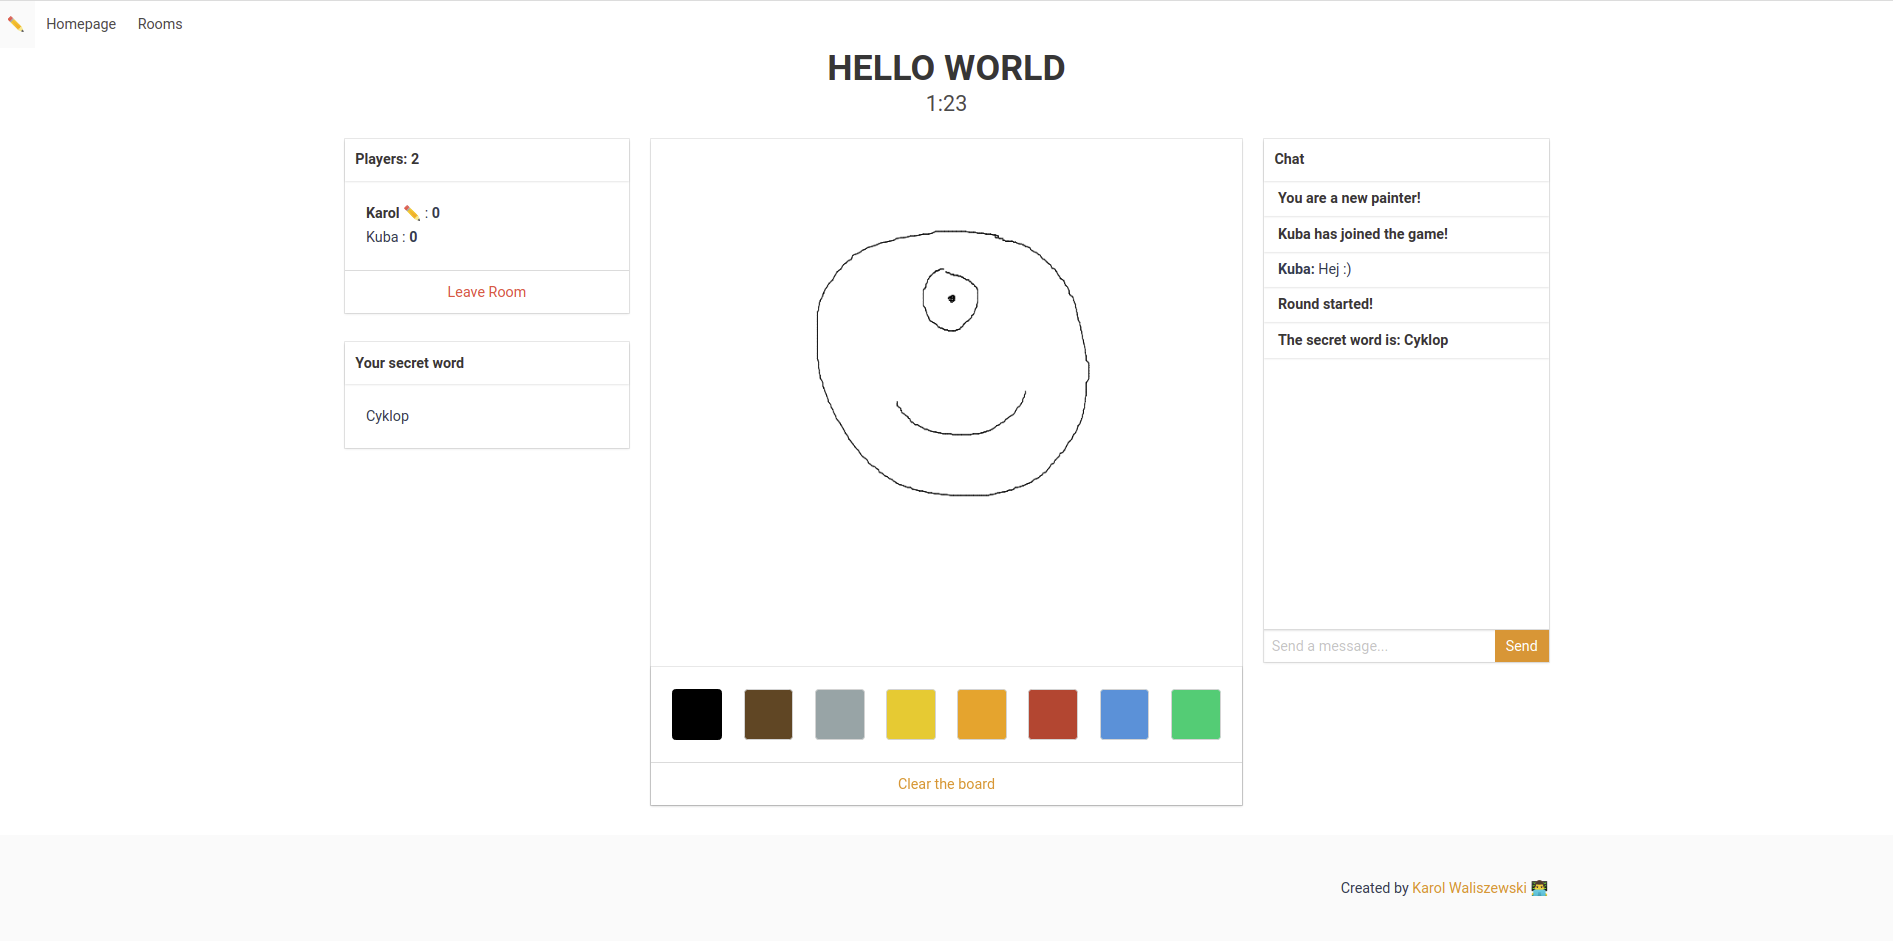 Homepage Rooms
HELLO WORLD
1:23
Players: 2
Karol ✏️ : 0
Kuba : 0
Leave Room
Your secret word
Cyklop
Clear the board
Chat
You are a new painter!
Kuba has joined the game!
Kuba: Hej :)
Round started!
The secret word is: Cyklop
Send a message... Send
Created by Karol Waliszewski 👨‍💻